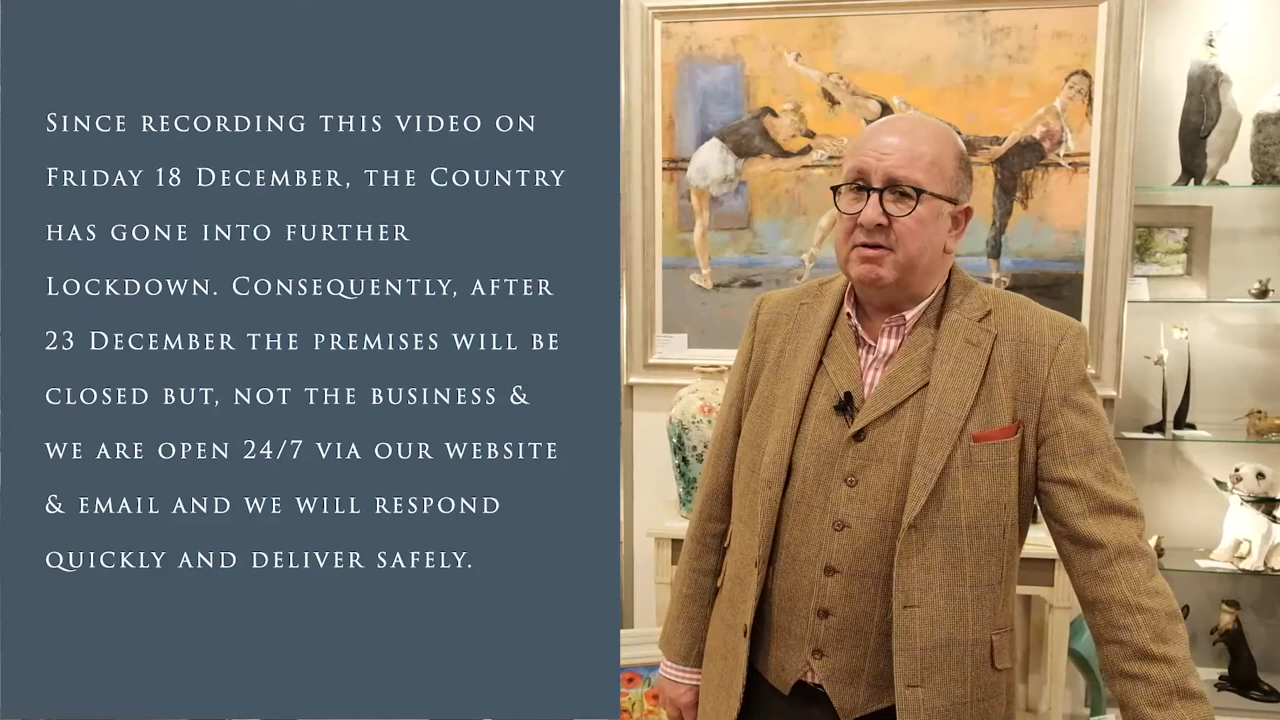 Since recording this video on
Friday 18 December, the Country
has gone into further
Lockdown. Consequently, after
23 December the premises will be
closed but, not the business &
we are open 24/7 via our website
& email and we will respond
quickly and deliver safely.